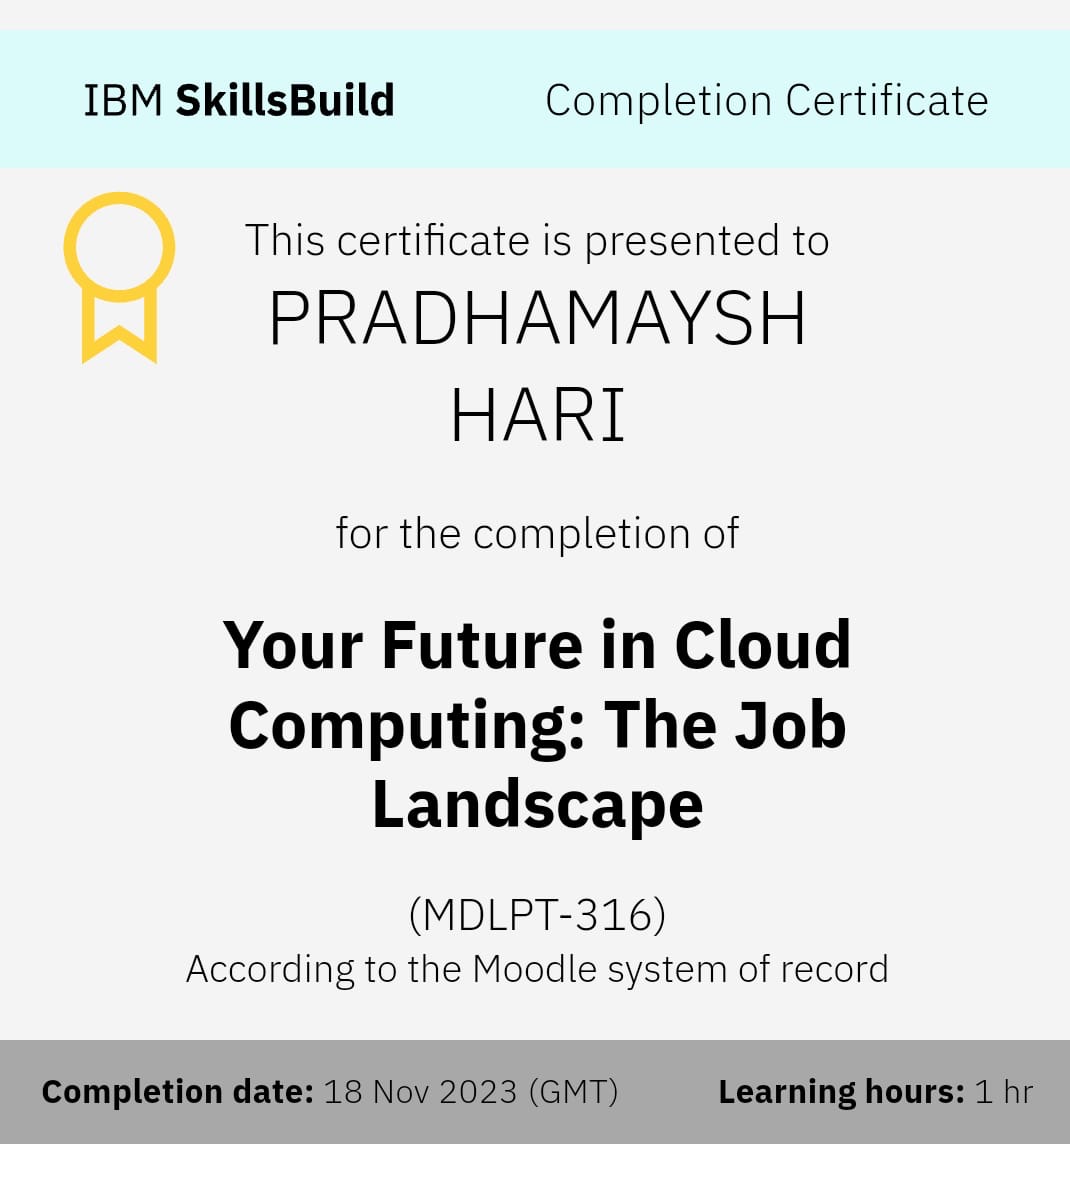 IBM SkillsBuild
Completion Certificate
This certificate is presented to
PRADHAMAYSH
HARI
for the completion of
Your Future in Cloud
Computing: The Job
Landscape
(MDLPT-316)
According to the Moodle system of record
Completion date: 18 Nov 2023 (GMT)
Learning hours: 1 hr